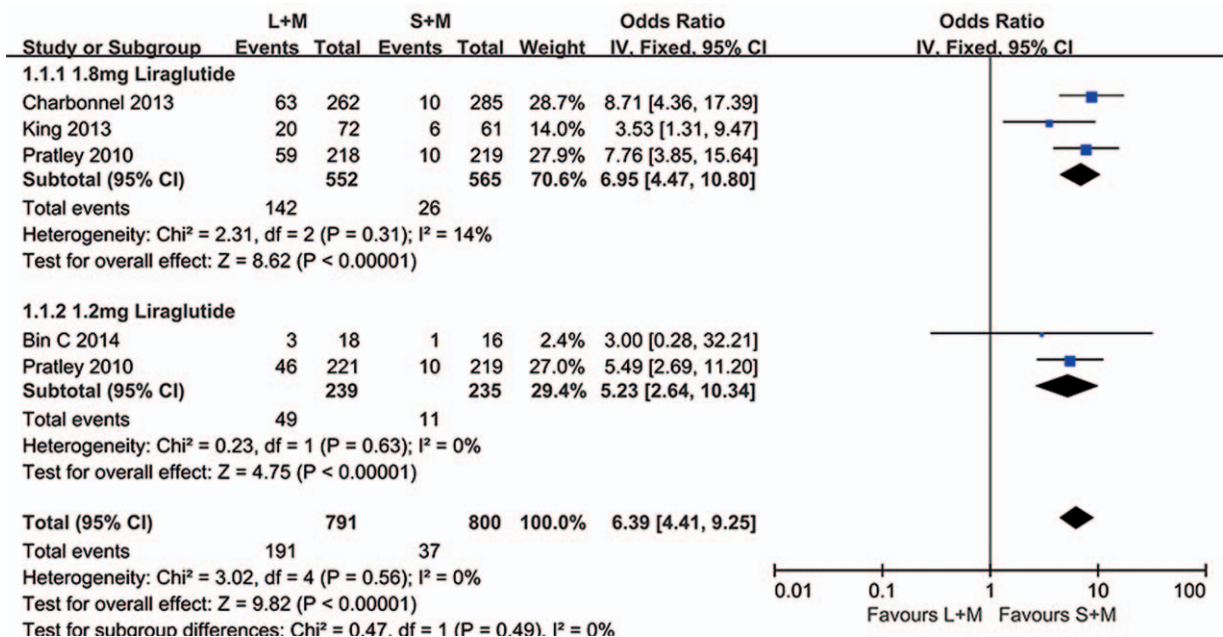 L+M S+M Odds Ratio Odds Ratio
Study or Subgroup Events Total Events Total Weight IV, Fixed, 95% CI IV, Fixed, 95% CI
1.1.1 1.8mg Liraglutide
Charbonnel 2013 63 262 10 285 28.7% 8.71 [4.36, 17.39]
King 2013 20 72 6 61 14.0% 3.53 [1.31, 9.47]
Pratley 2010 59 218 10 219 27.9% 7.76 [3.85, 15.64]
Subtotal (95% CI) 552 565 70.6% 6.95 [4.47, 10.80]
Total events 142 26
Heterogeneity: Chi² = 2.31, df = 2 (P = 0.31); I² = 14%
Test for overall effect: Z = 8.62 (P < 0.00001)
1.1.2 1.2mg Liraglutide
Bin C 2014 3 18 1 16 2.4% 3.00 [0.28, 32.21]
Pratley 2010 46 221 10 219 27.0% 5.49 [2.69, 11.20]
Subtotal (95% CI) 239 235 29.4% 5.23 [2.64, 10.34]
Total events 49 11
Heterogeneity: Chi² = 0.23, df = 1 (P = 0.63); I² = 0%
Test for overall effect: Z = 4.75 (P < 0.00001)
Total (95% CI) 791 800 100.0% 6.39 [4.41, 9.25]
Total events 191 37
Heterogeneity: Chi² = 3.02, df = 4 (P = 0.56); I² = 0%
Test for overall effect: Z = 9.82 (P < 0.00001)
Test for subgroup differences: Chi² = 0.47, df = 1 (P = 0.49), I² = 0%
0.01 0.1 1 10 100
Favours L+M Favours S+M